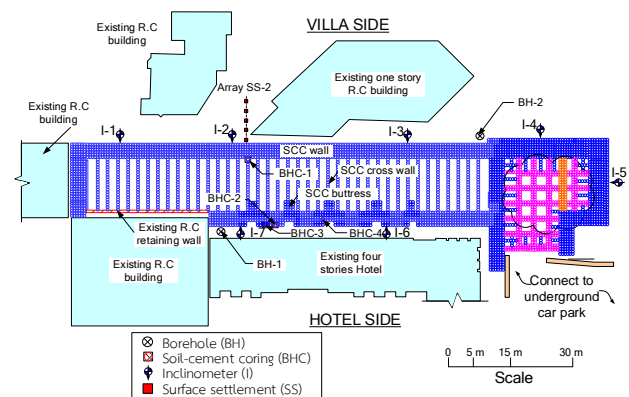 VILLA SIDE
Existing R.C
building
Existing R.C
building
Array SS-2
Existing one story
R.C building
BH-2
I-1
I-2
I-3
I-4
I-5
SCC wall
BHC-1
SCC cross wall
SCC buttress
BHC-2
Existing R.C
retaining wall
I-7
BHC-3
BHC-4
I-6
BH-1
Existing R.C
building
Existing four
stories Hotel
Connect to
underground
car park
HOTEL SIDE
Borehole (BH)
Soil-cement coring (BHC)
Inclinometer (I)
Surface settlement (SS)
0 5 m 15 m 30 m
Scale